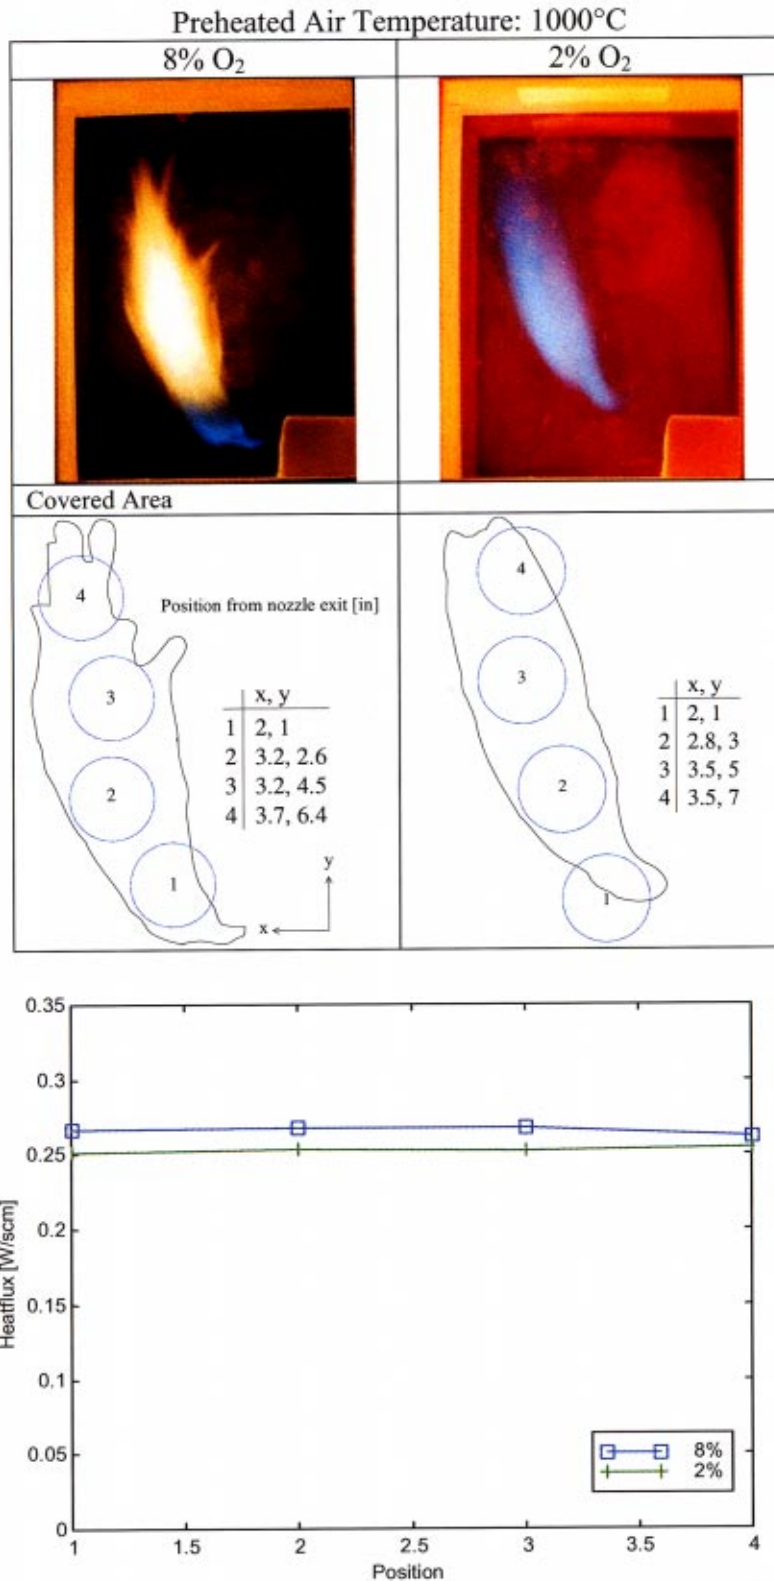 Preheated Air Temperature: 1000°C
8% O₂
2% O₂
Covered Area
4
3
2
1
Position from nozzle exit [in]
x, y
1 2, 1
2 3.2, 2.6
3 3.2, 4.5
4 3.7, 6.4
y
x
4
3
2
1
x, y
1 2, 1
2 2.8, 3
3 3.5, 5
4 3.5, 7
0.35
0.3
0.25
0.2
0.15
0.1
0.05
0
Heatflux [W/scm]
8%
2%
1 1.5 2 2.5 3 3.5 4
Position